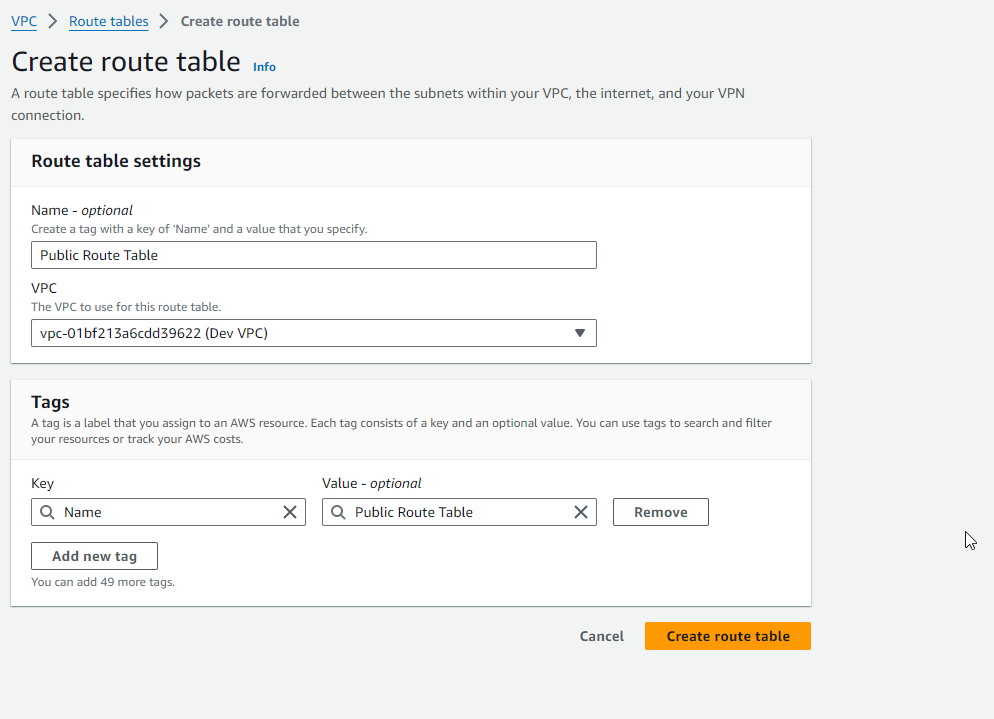 VPC > Route tables > Create route table
Create route table Info
A route table specifies how packets are forwarded between the subnets within your VPC, the internet, and your VPN
connection.
Route table settings
Name - optional
Create a tag with a key of 'Name' and a value that you specify.
Public Route Table
VPC
The VPC to use for this route table.
vpc-01bf213a6cdd39622 (Dev VPC)
Tags
A tag is a label that you assign to an AWS resource. Each tag consists of a key and an optional value. You can use tags to search and filter
your resources or track your AWS costs.
Key Value - optional
Name Public Route Table Remove
Add new tag
You can add 49 more tags.
Cancel Create route table